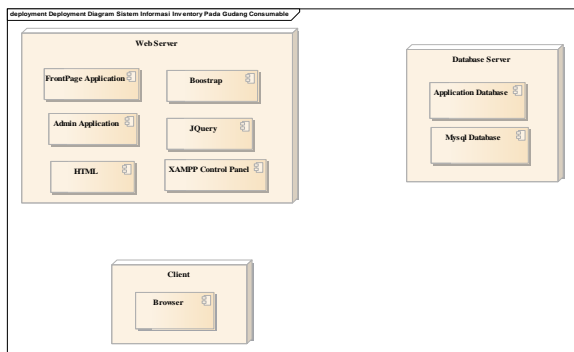 deployment Deployment Diagram Sistem Informasi Inventory Pada Gudang Consumable
Web Server
FrontPage Application
Boostrap
Admin Application
JQuery
HTML
XAMPP Control Panel
Database Server
Application Database
Mysql Database
Client
Browser